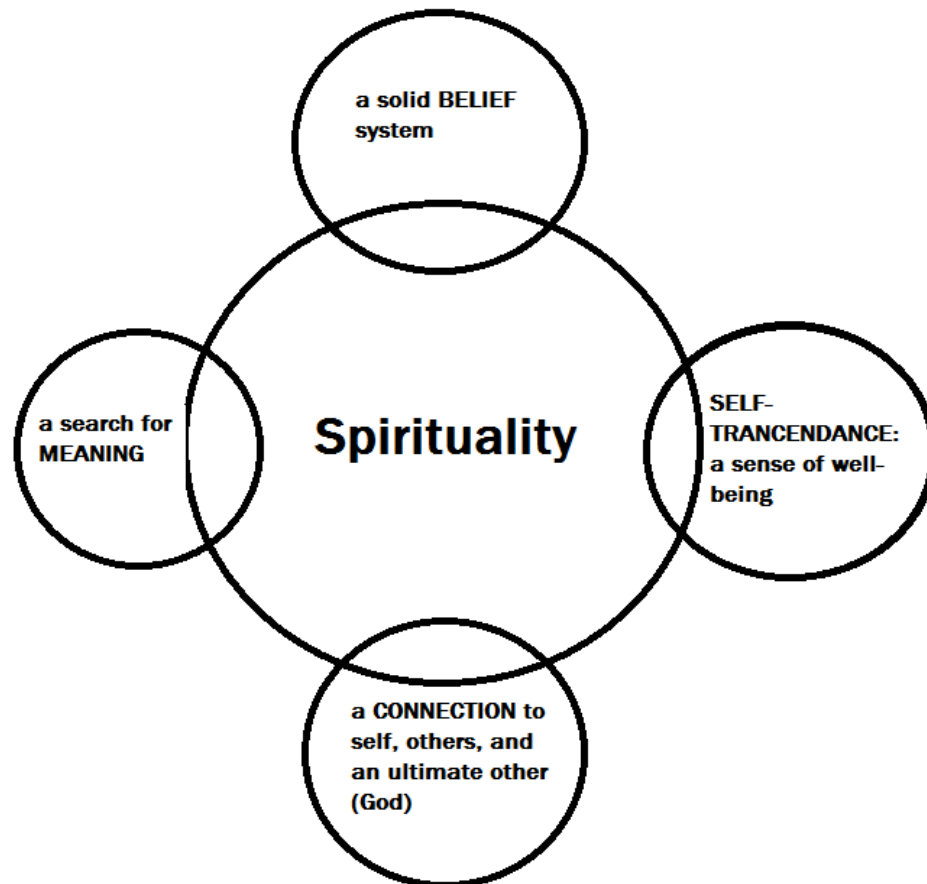 a solid BELIEF
system
a search for
MEANING
Spirituality
SELF-
TRANCENDANCE:
a sense of well-
being
a CONNECTION to
self, others, and
an ultimate other
(God)